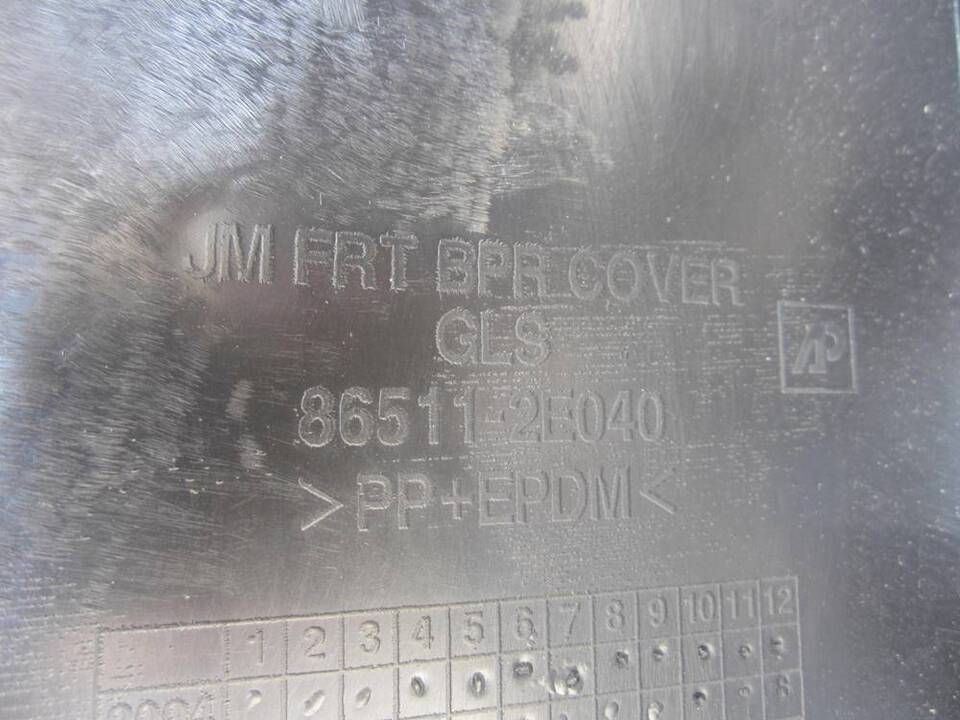 JM FRT BPR COVER
GLS
AP
86511-2E040
>PP+EPDM<
1 2 3 4 5 6 7 8 9 10 11 12